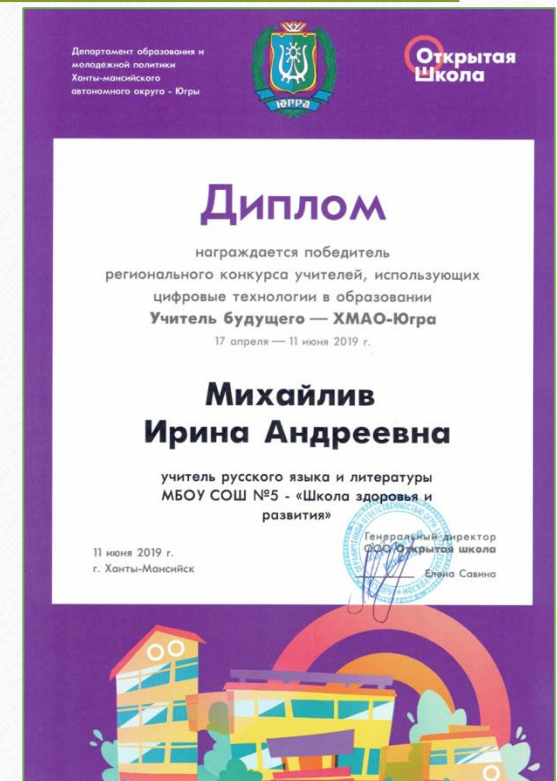 Департамент образования и
молодежной политики
Ханты-мансийского
автономного округа - Югры
ЮГРА
Открытая
Школа
Диплом
награждается победитель
регионального конкурса учителей, использующих
цифровые технологии в образовании
Учитель будущего — ХМАО-Югра
17 апреля — 11 июня 2019 г.
Михайлив
Ирина Андреевна
учитель русского языка и литературы
МБОУ СОШ №5 - «Школа здоровья и
развития»
Генеральный директор
ООО Открытая школа
Елена Савина
11 июня 2019 г.
г. Ханты-Мансийск